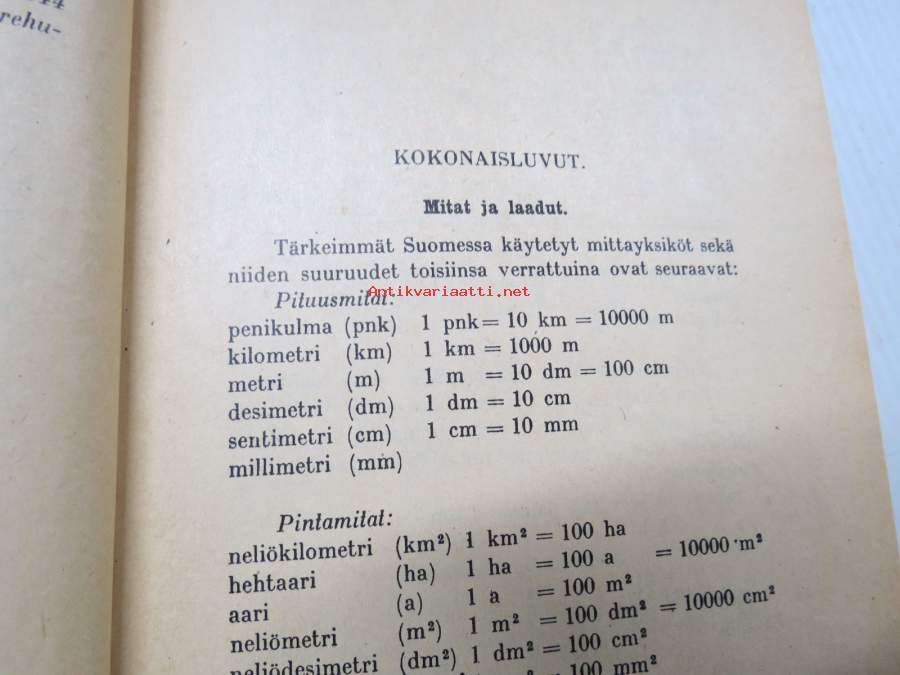 44
rehu-
KOKONAISLUVUT.
Mitat ja laadut.
Tärkeimmät Suomessa käytetyt mittayksiköt sekä
niiden suuruudet toisiinsa verrattuina ovat seuraavat:
Antikvariaatti.net
Pituusmitat:
penikulma (pnk) 1 pnk = 10 km = 10000 m
kilometri (km) 1 km = 1000 m
metri (m) 1 m = 10 dm = 100 cm
desimetri (dm) 1 dm = 10 cm
sentimetri (cm) 1 cm = 10 mm
millimetri (mm)
Pintamitat:
neliökilometri (km²) 1 km² = 100 ha
hehtaari (ha) 1 ha = 100 a = 10000 m²
aari (a) 1 a = 100 m²
neliömetri (m²) 1 m² = 100 dm² = 10000 cm²
neliödesimetri (dm²) 1 dm² = 100 cm²
= 100 mm²